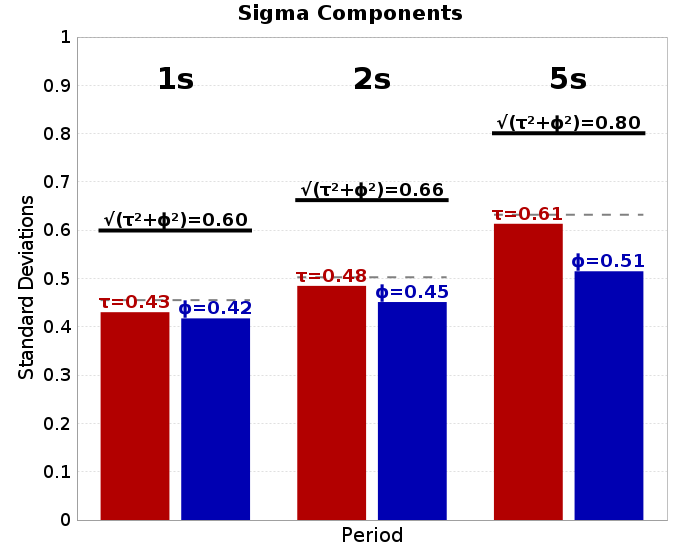 Sigma Components
1
0.9
0.8
0.7
0.6
0.5
0.4
0.3
0.2
0.1
0
Standard Deviations
1s
2s
5s
√(τ²+ϕ²)=0.60
√(τ²+ϕ²)=0.66
√(τ²+ϕ²)=0.80
τ=0.43
ϕ=0.42
τ=0.48
ϕ=0.45
τ=0.61
ϕ=0.51
Period